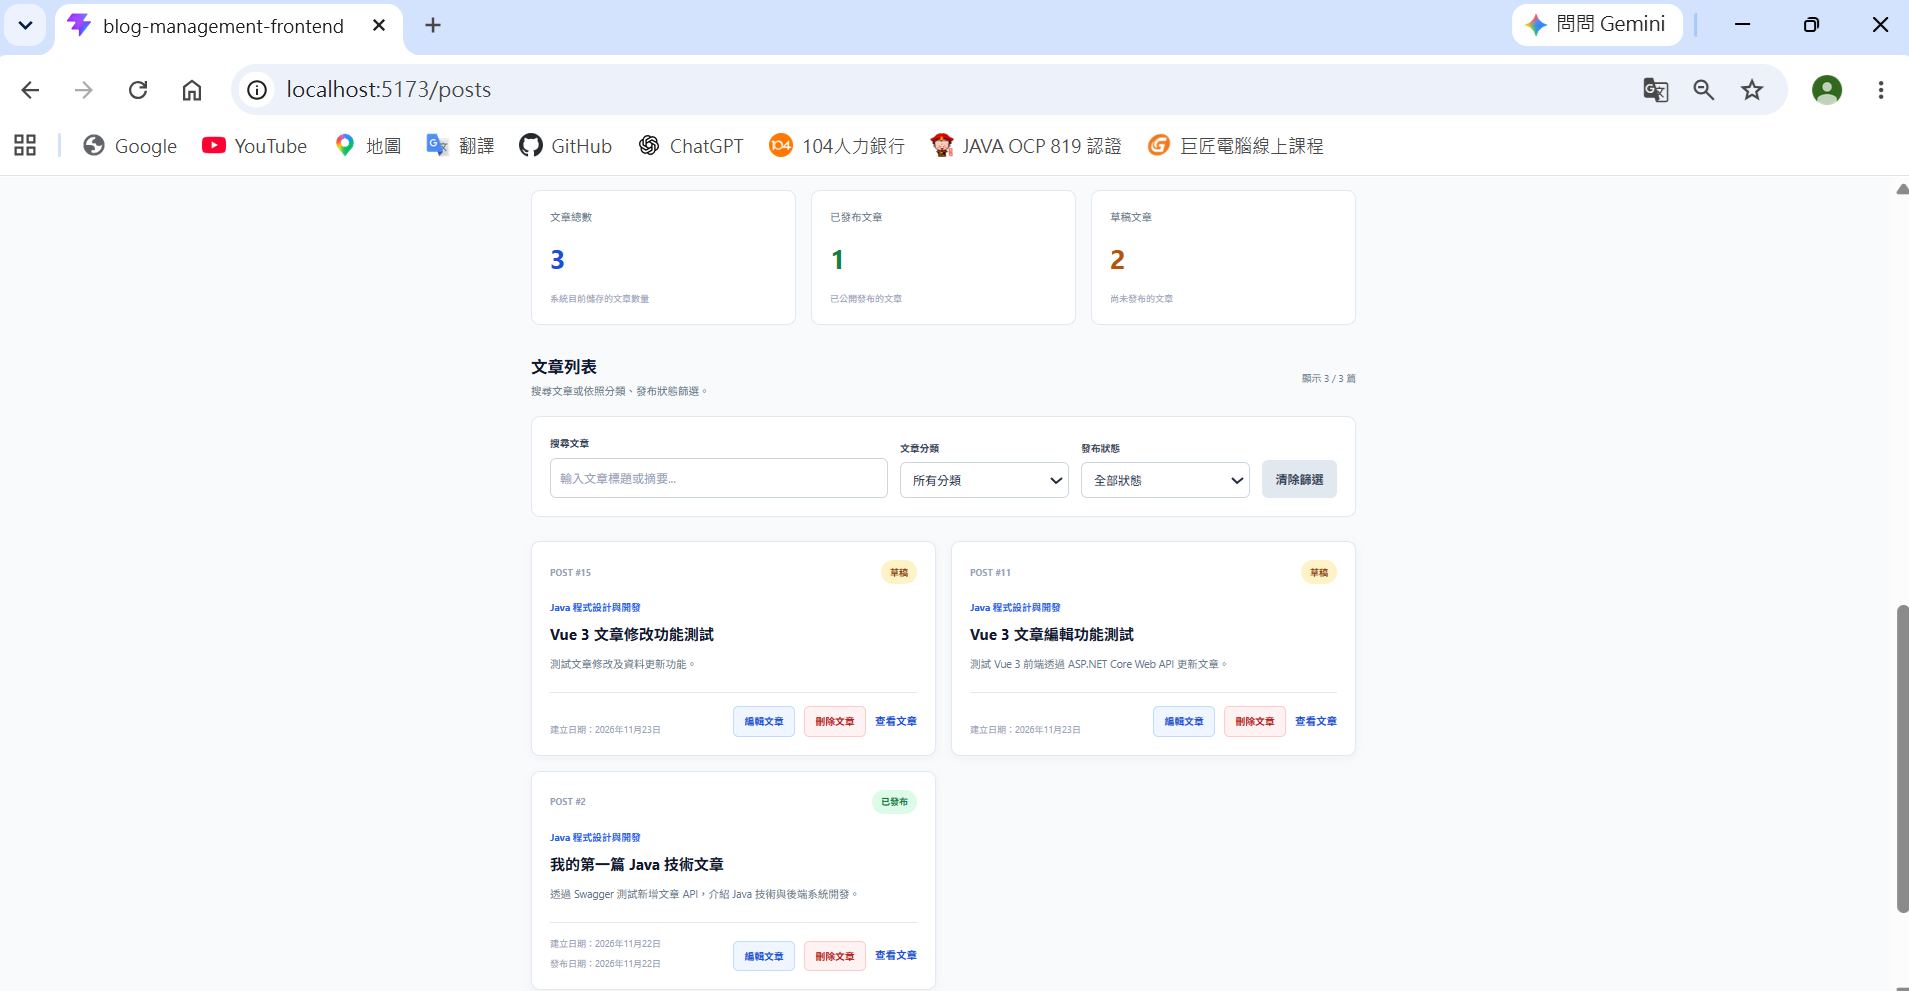 blog-management-frontend
問問 Gemini
localhost:5173/posts
Google
YouTube
地圖
翻譯
GitHub
ChatGPT
104人力銀行
JAVA OCP 819 認證
巨匠電腦線上課程
文章總數
3
系統目前儲存的文章數量
已發布文章
1
已公開發布的文章
草稿文章
2
尚未發布的文章
文章列表
搜尋文章或依照分類、發布狀態篩選。
顯示 3 / 3 篇
搜尋文章
輸入文章標題或摘要...
文章分類
所有分類
發布狀態
全部狀態
清除篩選
POST #15
草稿
Java 程式設計與開發
Vue 3 文章修改功能測試
測試文章修改及資料更新功能。
建立日期：2026年11月23日
編輯文章
刪除文章
查看文章
POST #11
草稿
Java 程式設計與開發
Vue 3 文章編輯功能測試
測試 Vue 3 前端透過 ASP.NET Core Web API 更新文章。
建立日期：2026年11月23日
編輯文章
刪除文章
查看文章
POST #2
已發布
Java 程式設計與開發
我的第一篇 Java 技術文章
透過 Swagger 測試新增文章 API，介紹 Java 技術與後端系統開發。
建立日期：2026年11月22日
發布日期：2026年11月22日
編輯文章
刪除文章
查看文章